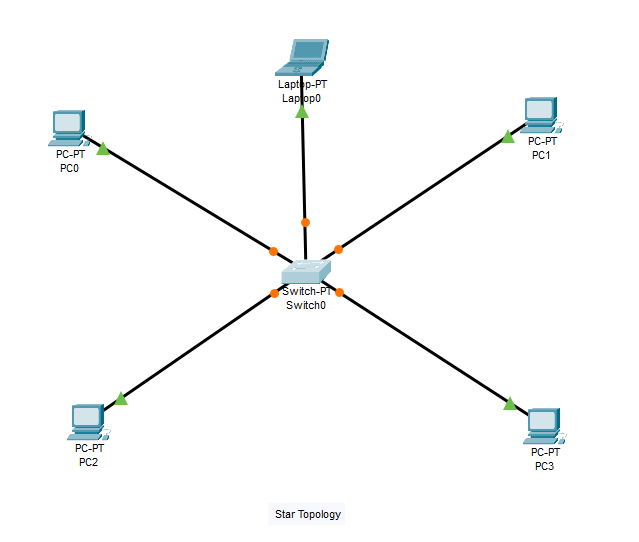 Laptop-PT
Laptop0
PC-PT
PC0
PC-PT
PC1
Switch-PT
Switch0
PC-PT
PC2
PC-PT
PC3
Star Topology